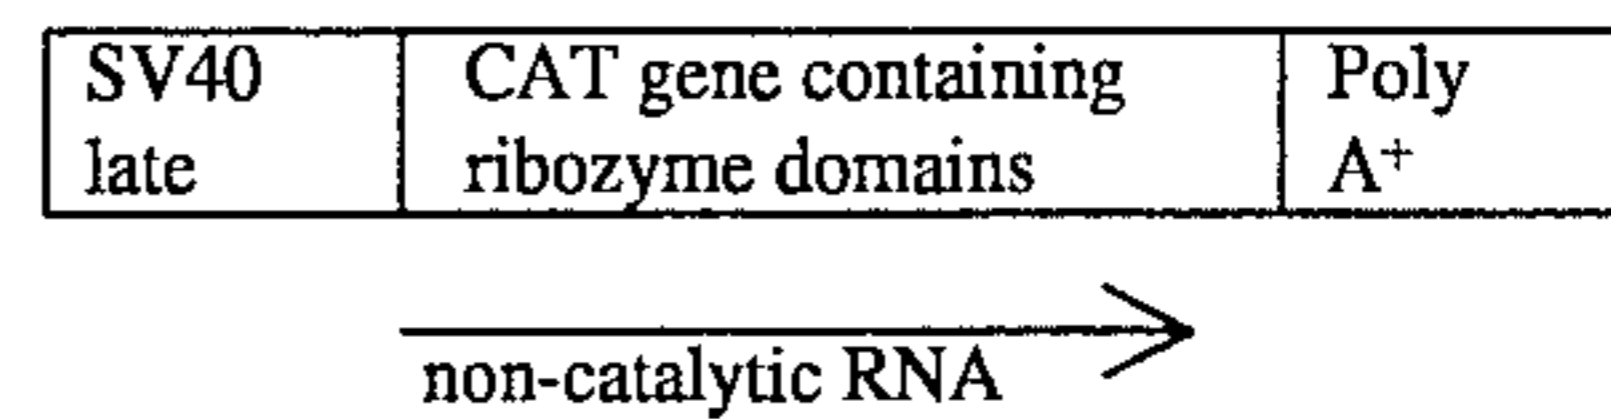 SV40
late
CAT gene containing
ribozyme domains
Poly
A⁺
non-catalytic RNA